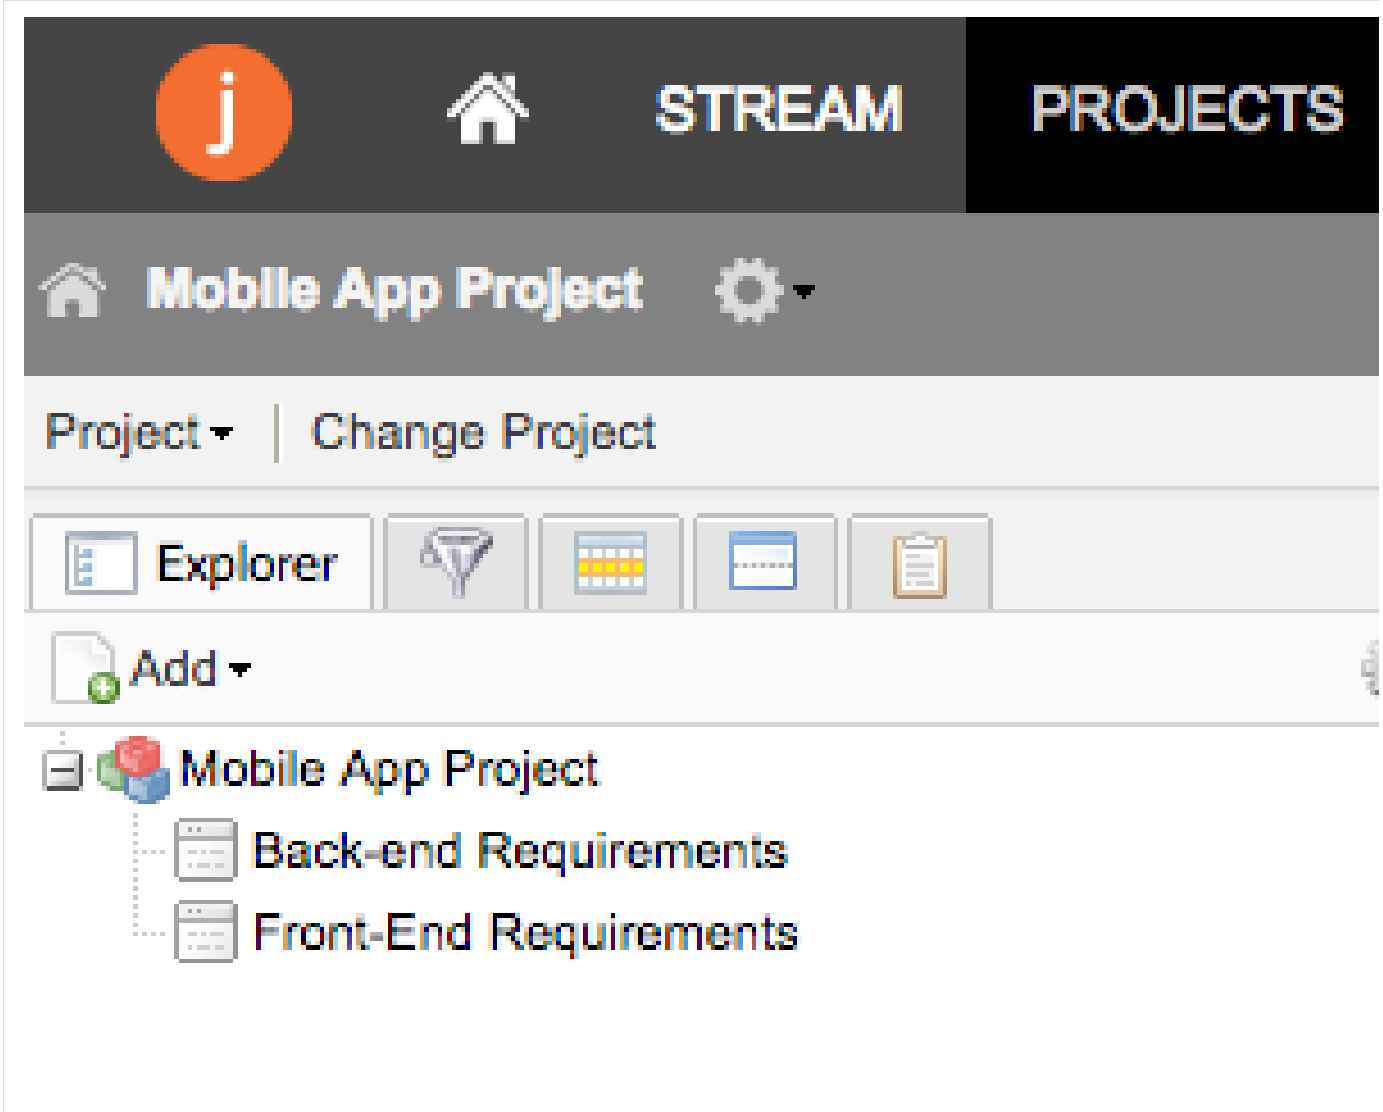 j STREAM PROJECTS
Mobile App Project
Project Change Project
Explorer
Add
Mobile App Project
Back-end Requirements
Front-End Requirements